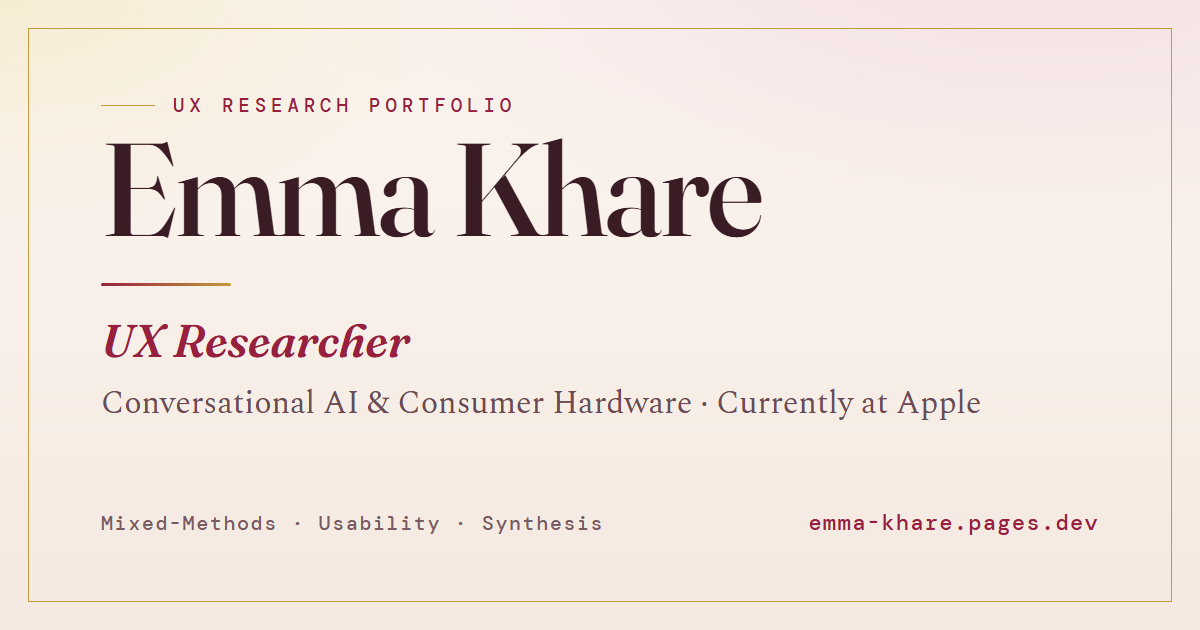 UX RESEARCH PORTFOLIO
Emma Khare
UX Researcher
Conversational AI & Consumer Hardware · Currently at Apple
Mixed-Methods · Usability · Synthesis
emma-khare.pages.dev